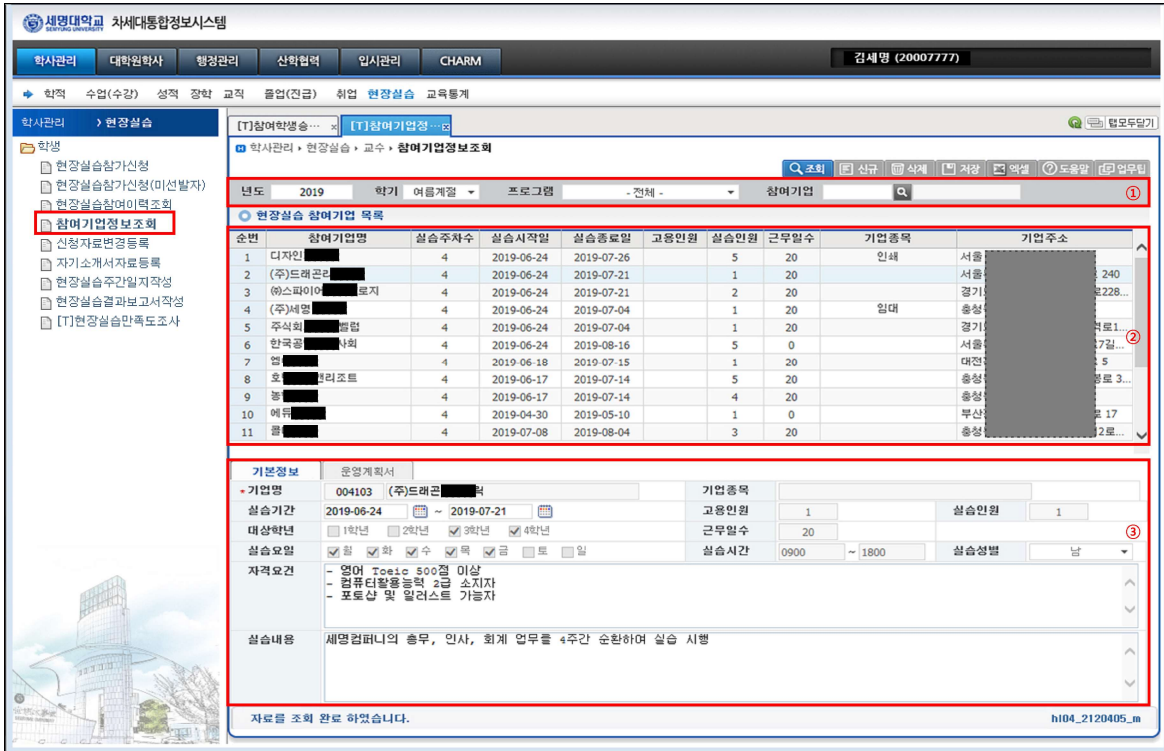 세명대학교 차세대통합정보시스템
SEMYUNG UNIVERSITY
학사관리 대학원학사 행정관리 산학협력 입시관리 CHARM 김세명 (20007777)
학적 수업(수강) 성적 장학 교직 졸업(진급) 취업 현장실습 교육통계
학사관리 > 현장실습
[T]참여학생승… x [T]참여기업정… x 탭모두닫기
학생
현장실습참가신청
현장실습참가신청(미선발자)
현장실습참여이력조회
참여기업정보조회
신청자료변경등록
자기소개서자료등록
현장실습주간일지작성
현장실습결과보고서작성
[T]현장실습만족도조사
학사관리 › 현장실습 › 교수 › 참여기업정보조회
조회 신규 삭제 저장 엑셀 도움말 업무팁
년도 2019 학기 여름계절 프로그램 - 전체 - 참여기업 ①
현장실습 참여기업 목록
순번 참여기업명 실습주차수 실습시작일 실습종료일 고용인원 실습인원 근무일수 기업종목 기업주소
1 디자인 4 2019-06-24 2019-07-26 5 20 인쇄 서울
2 (주)드래곤 4 2019-06-24 2019-07-21 1 20 서울 240
3 ㈜스파이어 로지 4 2019-06-24 2019-07-21 2 20 경기 228...
4 (주)세명 4 2019-06-24 2019-07-04 1 20 임대 충청
5 주식회 벨럽 4 2019-06-24 2019-07-04 1 20 경기 로1...
6 한국공 사회 4 2019-06-24 2019-08-16 5 0 서울 17길... ②
7 엠 4 2019-06-18 2019-07-15 1 20 대전 5
8 호 앤리조트 4 2019-06-17 2019-07-14 5 20 충청 로 3...
9 농 4 2019-06-17 2019-07-14 4 20 충청
10 에듀 4 2019-04-30 2019-05-10 1 0 부산 17
11 콜 4 2019-07-08 2019-08-04 3 20 충청 2로...
기본정보 운영계획서
기업명 004103 (주)드래곤 기업종목
실습기간 2019-06-24 ~ 2019-07-21 고용인원 1 실습인원 1
대상학년 1학년 2학년 3학년 4학년 근무일수 20 ③
실습요일 월 화 수 목 금 토 일 실습시간 0900 ~ 1800 실습성별 남
자격요건 - 영어 Toeic 500점 이상
- 컴퓨터활용능력 2급 소지자
- 포토샵 및 일러스트 가능자
실습내용 세명컴퍼니의 총무, 인사, 회계 업무를 4주간 순환하며 실습 시행
자료를 조회 완료 하였습니다. hl04_2120405_m